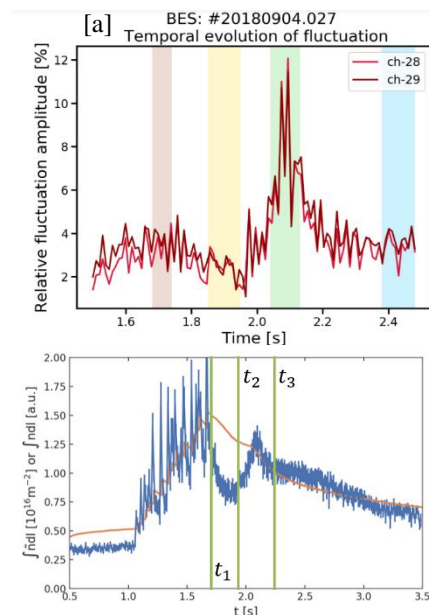 [a] BES: #20180904.027
Temporal evolution of fluctuation
ch-28
ch-29
Relative fluctuation amplitude [%]
12
10
8
6
4
2
1.6 1.8 2.0 2.2 2.4
Time [s]
∫ñdl [10¹⁶m⁻²] or ∫ndl [a.u.]
2.00
1.75
1.50
1.25
1.00
0.75
0.50
0.25
0.00
t₂ t₃
t₁
0.5 1.0 1.5 2.0 2.5 3.0 3.5
t [s]